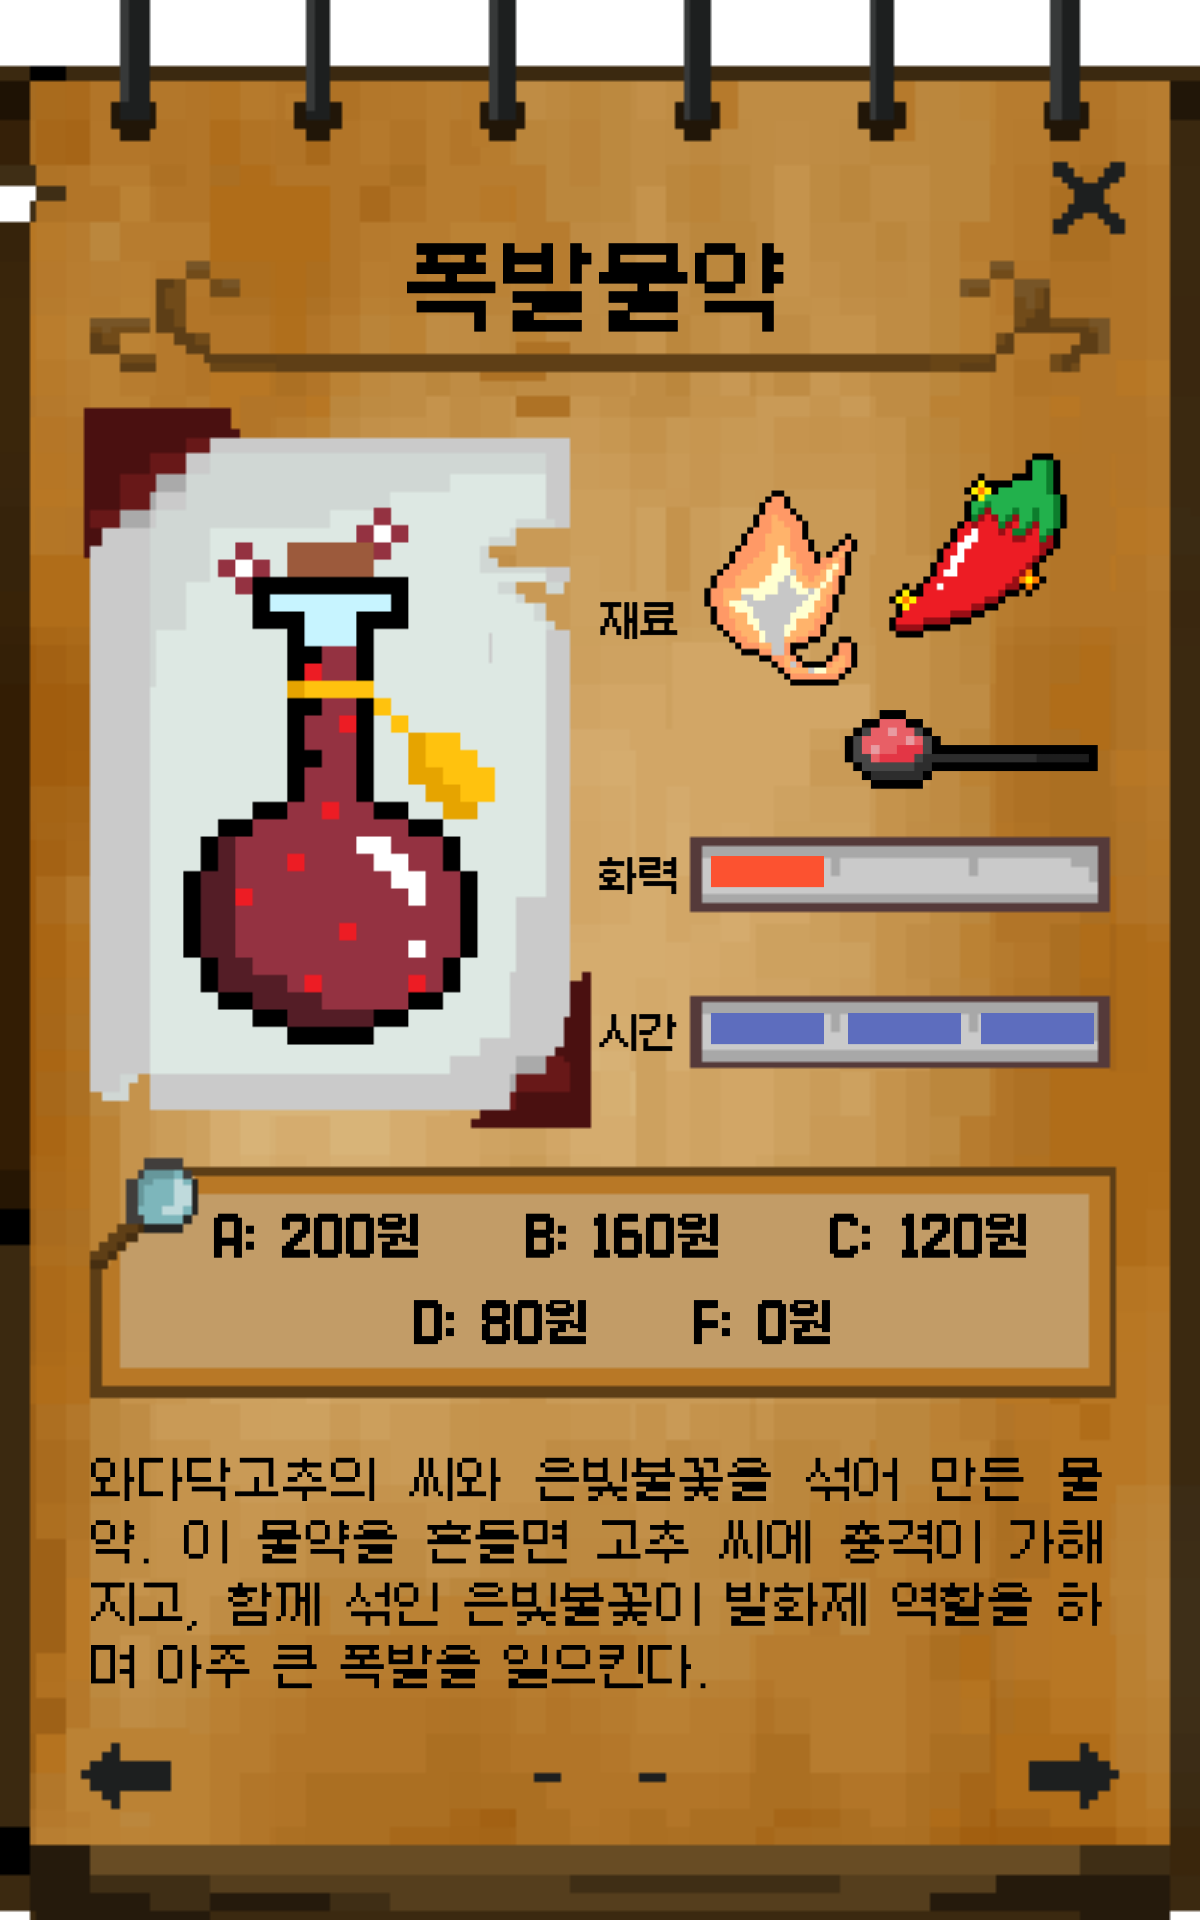 폭발물약
재료
화력
시간
A: 200원 B: 160원 C: 120원
D: 80원 F: 0원
와다닥고추의 씨와 은빛불꽃을 섞어 만든 물
약. 이 물약을 흔들면 고추 씨에 충격이 가해
지고, 함께 섞인 은빛불꽃이 발화제 역할을 하
며 아주 큰 폭발을 일으킨다.
- -